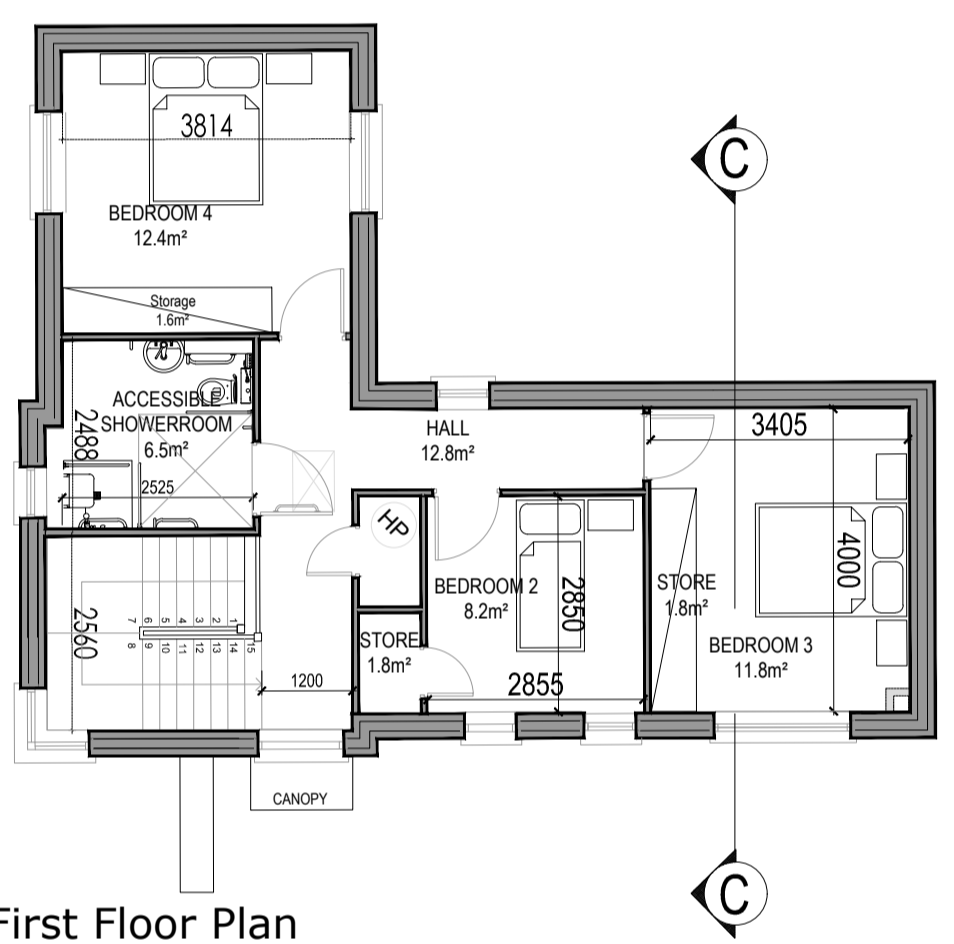 3814
BEDROOM 4
12.4m²
Storage
1.6m²
C
ACCESSIBLE
SHOWERROOM
6.5m²
2488
2525
HALL
12.8m²
3405
HP
BEDROOM 2
8.2m²
2850
2855
STORE
1.8m²
4000
BEDROOM 3
11.8m²
STORE
1.8m²
2560
7 6 5 4 3 2 1
8 9 10 11 12 13 14 15
1200
CANOPY
C
First Floor Plan